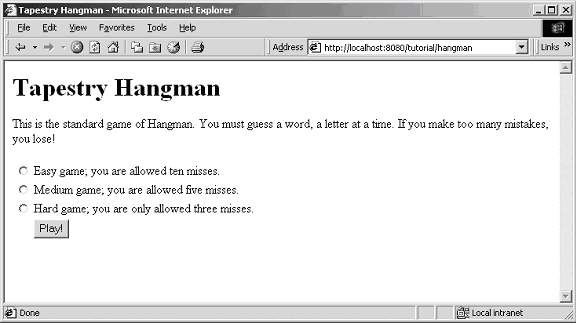 Tapestry Hangman - Microsoft Internet Explorer
File Edit View Favorites Tools Help
Address http://localhost:8080/tutorial/hangman Links »
Tapestry Hangman
This is the standard game of Hangman. You must guess a word, a letter at a time. If you make too many mistakes,
you lose!
Easy game; you are allowed ten misses.
Medium game; you are allowed five misses.
Hard game; you are only allowed three misses.
Play!
Done Local intranet